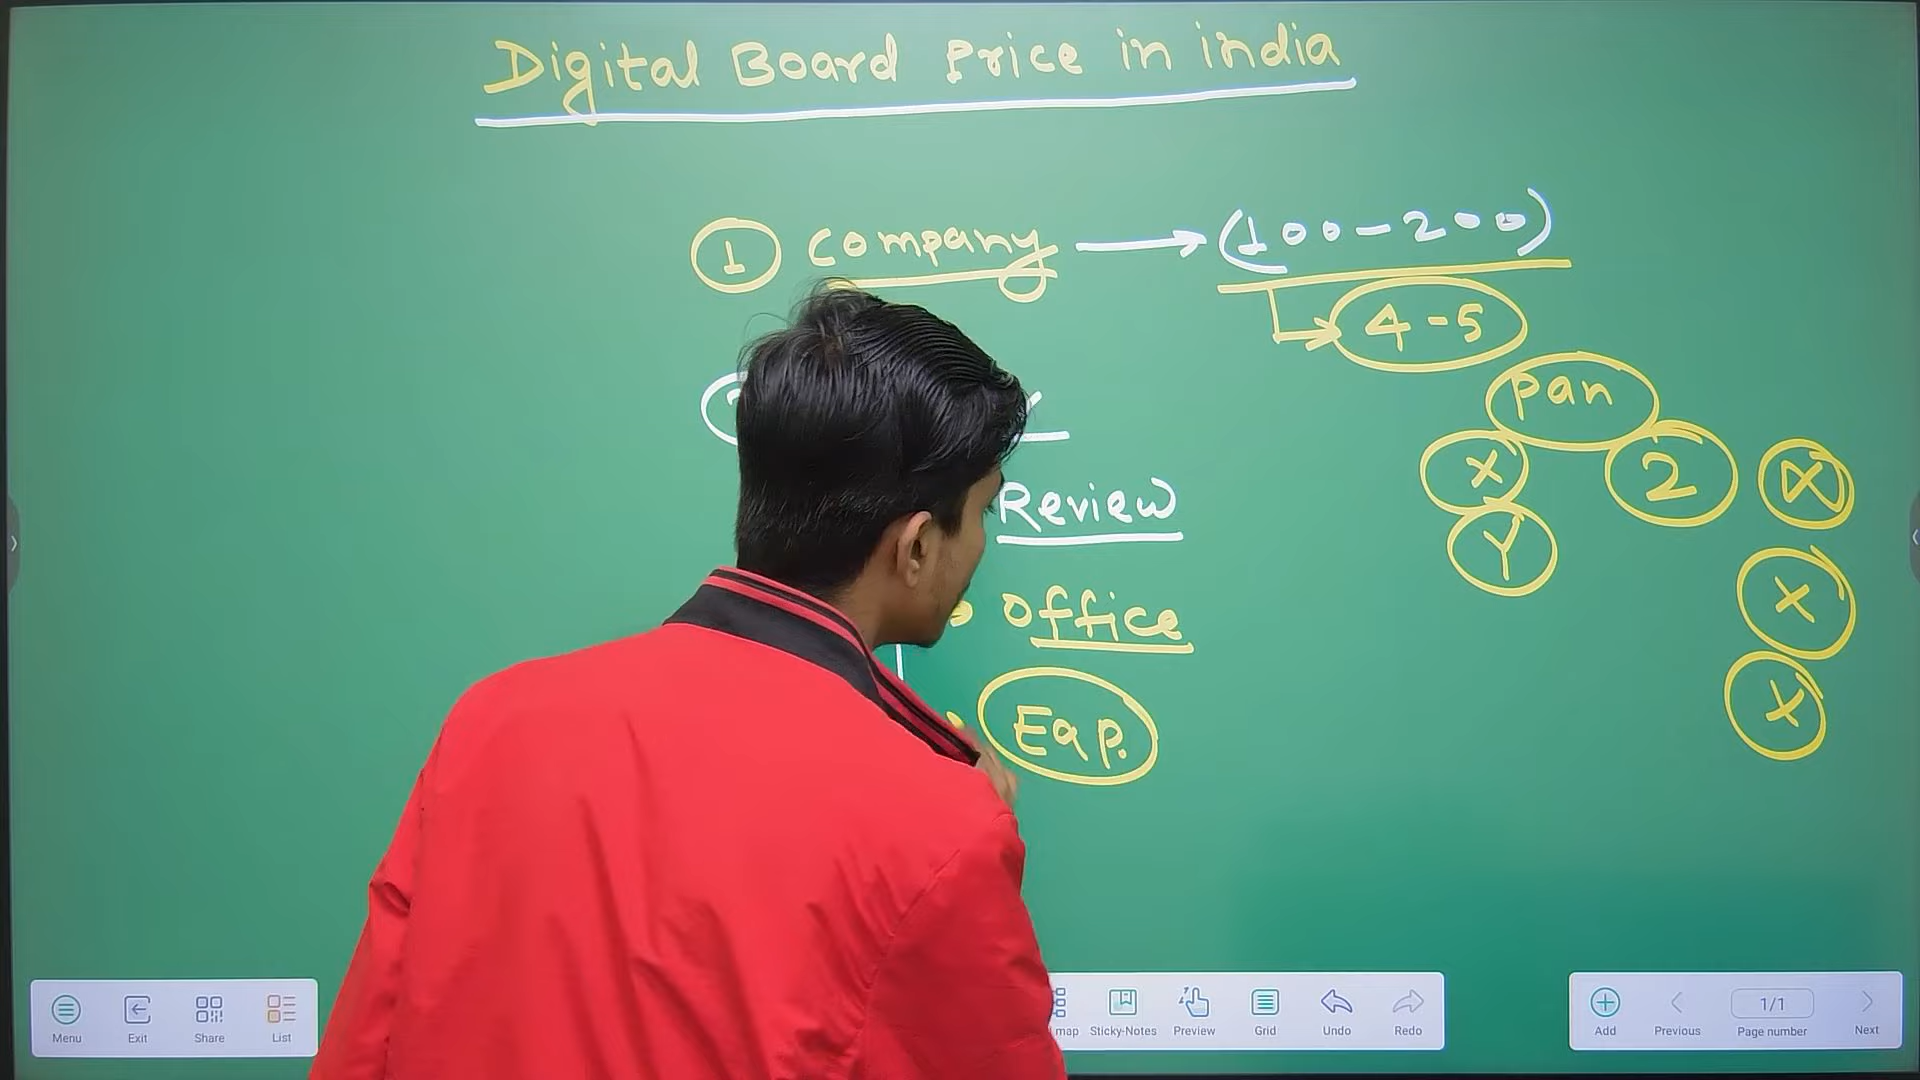 Digital Board Price in india
1 Company → (100-200)
4-5
Pan
X 2 X
Review
Y
Office
X
Eqp.
X
Menu Exit Share List map Sticky-Notes Preview Grid Undo Redo Add Previous 1/1 Page number Next